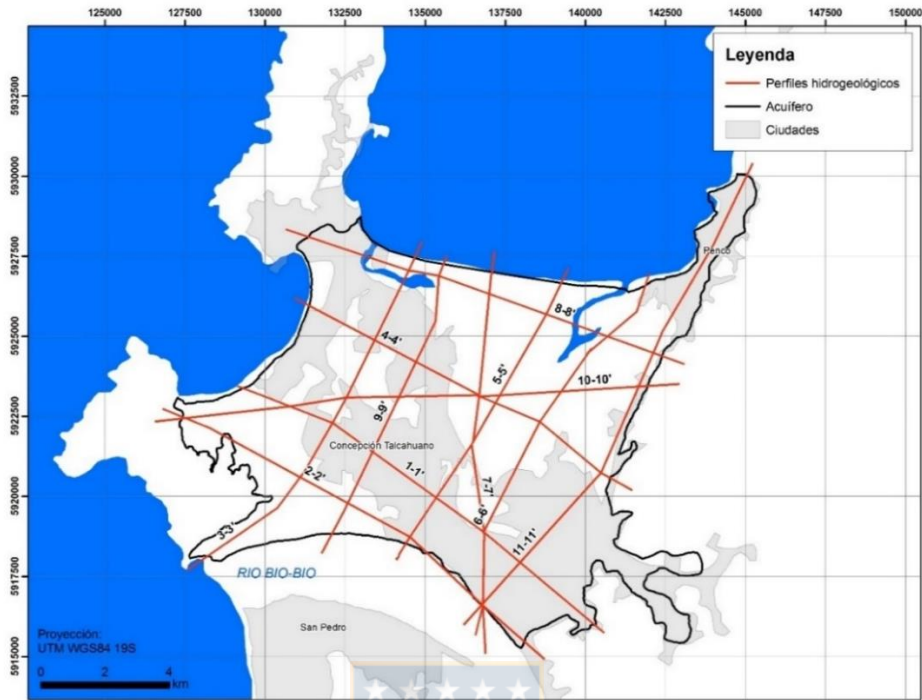 125000 127500 130000 132500 135000 137500 140000 142500 145000 147500 150000
5932500
5930000
5927500
5925000
5922500
5920000
5917500
5915000
Leyenda
Perfiles hidrogeológicos
Acuífero
Ciudades
Penco
8-8'
4-4'
5-5'
10-10'
9-9'
Concepción Talcahuano
1-1'
2-2'
7-7'
6-6'
3-3'
11-11'
RIO BIO-BIO
San Pedro
Proyección:
UTM WGS84 19S
0 2 4
km